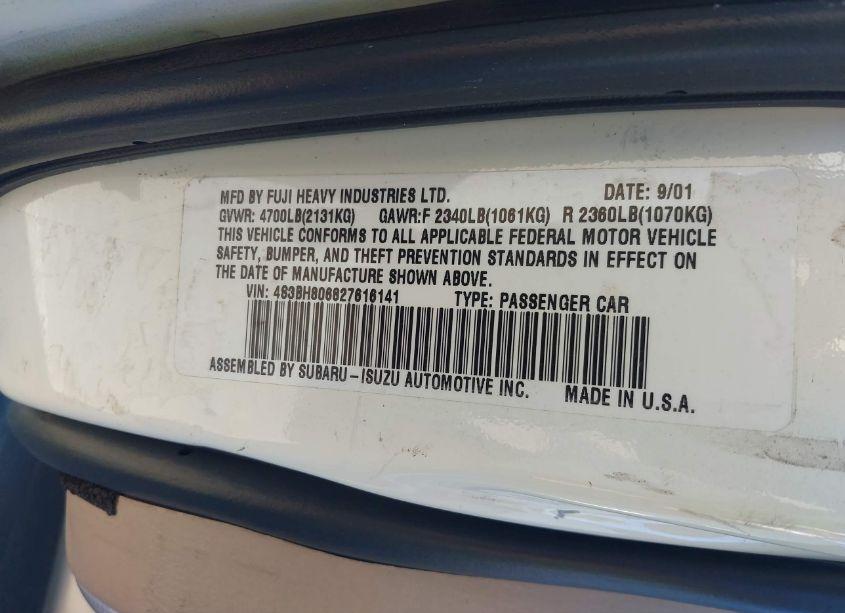 MFD BY FUJI HEAVY INDUSTRIES LTD. DATE: 9/01
GVWR: 4700LB(2131KG) GAWR:F 2340LB(1061KG) R 2360LB(1070KG)
THIS VEHICLE CONFORMS TO ALL APPLICABLE FEDERAL MOTOR VEHICLE
SAFETY, BUMPER, AND THEFT PREVENTION STANDARDS IN EFFECT ON
THE DATE OF MANUFACTURE SHOWN ABOVE.
VIN: 4S3BH806827616141 TYPE: PASSENGER CAR
ASSEMBLED BY SUBARU-ISUZU AUTOMOTIVE INC. MADE IN U.S.A.